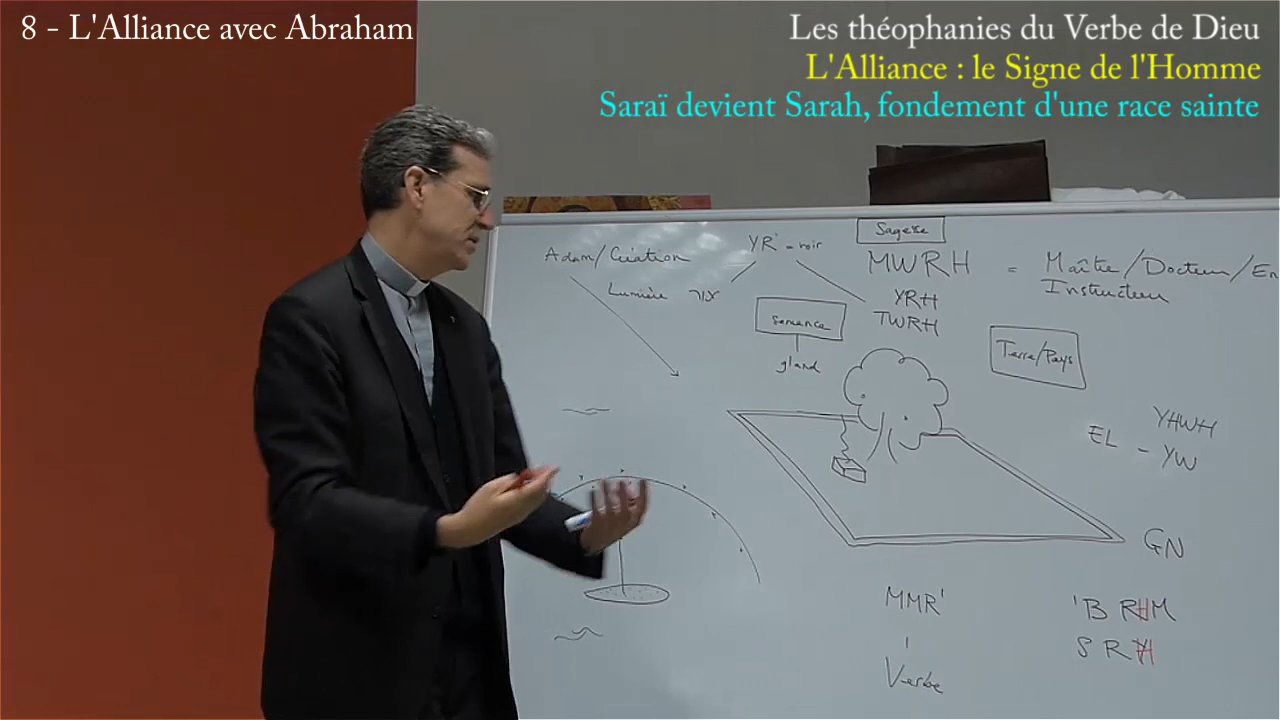 8 - L'Alliance avec Abraham
Les théophanies du Verbe de Dieu
L'Alliance : le Signe de l'Homme
Saraï devient Sarah, fondement d'une race sainte
Sagesse
Adam/Création
YR' = voir
MWRH = Maître/Docteur/En
Instructeur
Lumière
YRH
TWRH
semence
gland
Terre/Pays
YHWH
EL - YW
GN
MMR'
'B RHM
S R H
Verbe